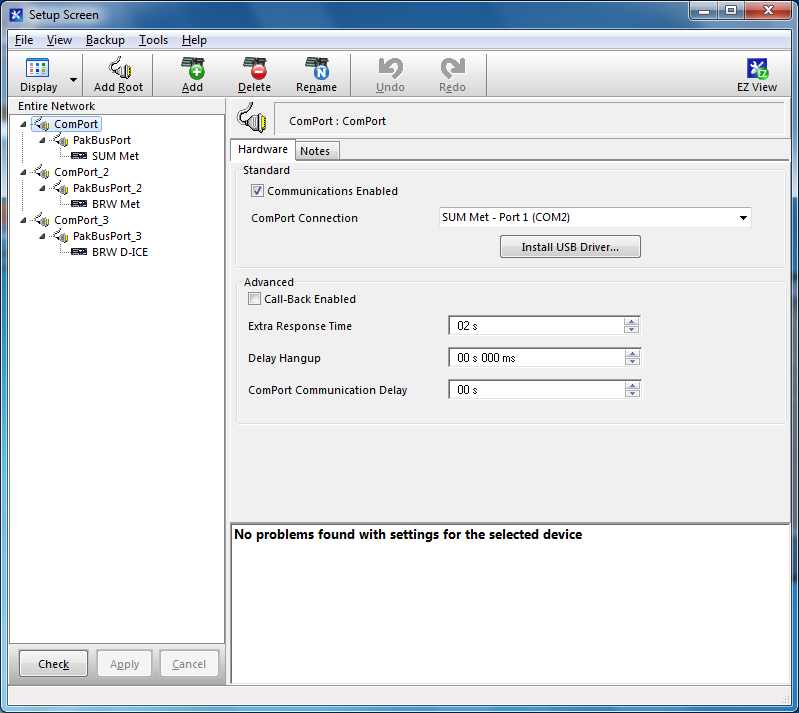 Setup Screen
File View Backup Tools Help
Display Add Root Add Delete Rename Undo Redo EZ View
Entire Network
ComPort
PakBusPort
SUM Met
ComPort_2
PakBusPort_2
BRW Met
ComPort_3
PakBusPort_3
BRW D-ICE
ComPort : ComPort
Hardware Notes
Standard
Communications Enabled
ComPort Connection SUM Met - Port 1 (COM2)
Install USB Driver...
Advanced
Call-Back Enabled
Extra Response Time 02 s
Delay Hangup 00 s 000 ms
ComPort Communication Delay 00 s
No problems found with settings for the selected device
Check Apply Cancel